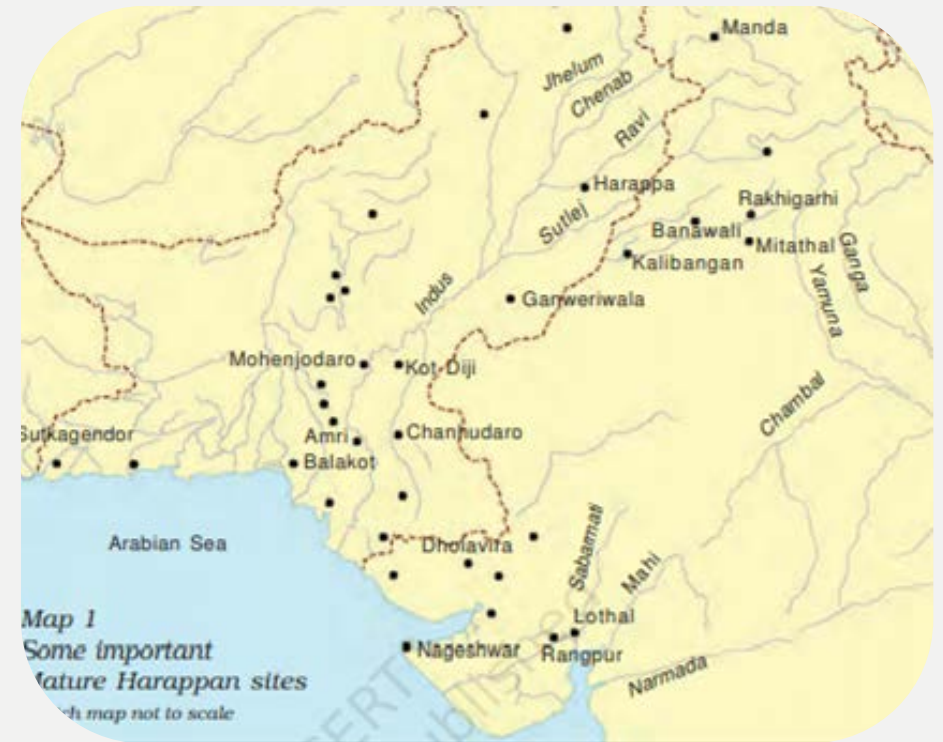 Manda
Jhelum
Chenab
Ravi
Harappa
Rakhigarhi
Sutlej
Banawali
Mitathal
Ganga
Kalibangan
Yamuna
Indus
Ganweriwala
Mohenjodaro
Kot Diji
Chambal
Sutkagendor
Amri
Chanhudaro
Balakot
Arabian Sea
Dholavira
Sabarmati
Mahi
Lothal
Map 1
Some important
Nageshwar
Rangpur
Mature Harappan sites
Narmada
map not to scale